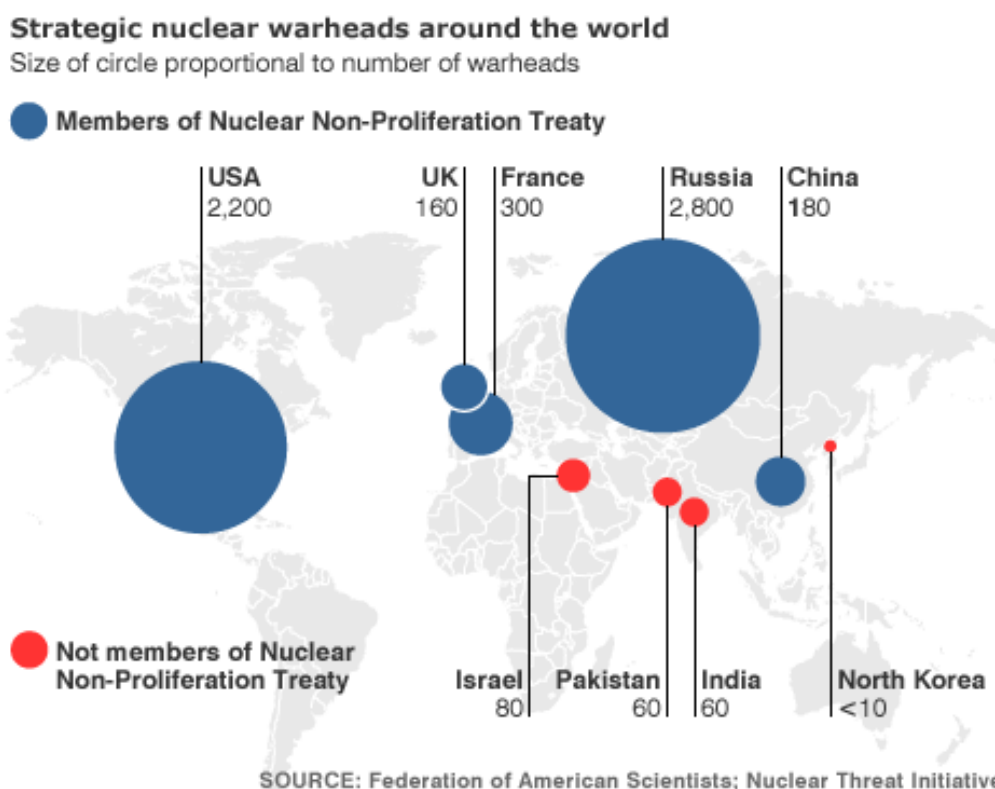 Strategic nuclear warheads around the world
Size of circle proportional to number of warheads
Members of Nuclear Non-Proliferation Treaty
USA
2,200
UK
160
France
300
Russia
2,800
China
180
Not members of Nuclear
Non-Proliferation Treaty
Israel
80
Pakistan
60
India
60
North Korea
<10
SOURCE: Federation of American Scientists; Nuclear Threat Initiative